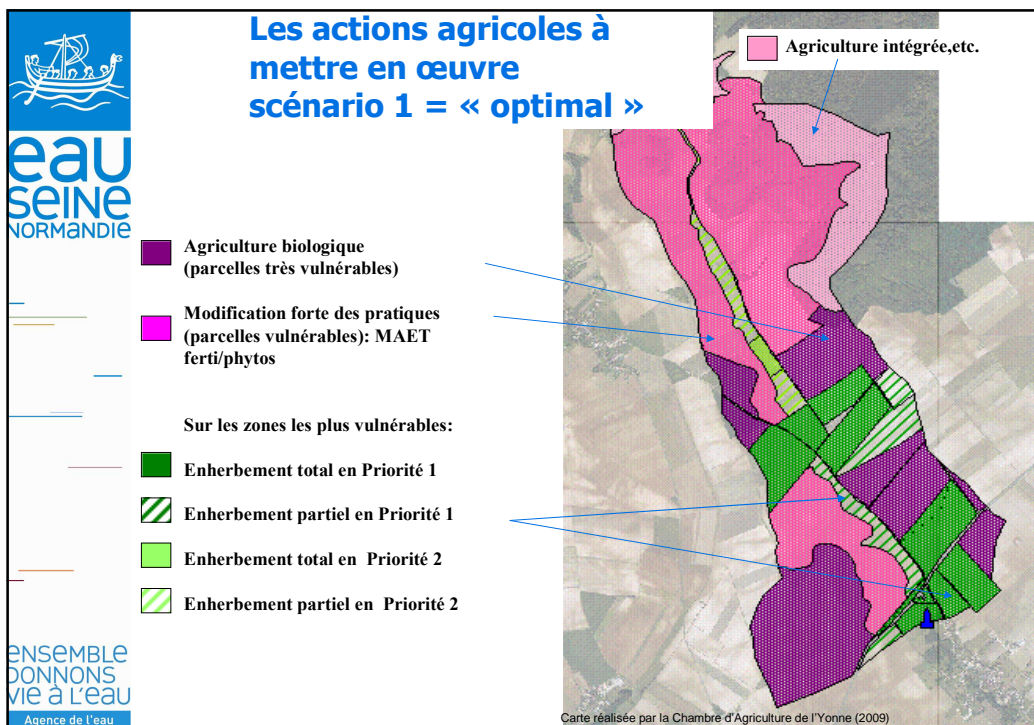 Les actions agricoles à
mettre en œuvre
scénario 1 = « optimal »
Agriculture intégrée,etc.
eau
SEINE
NORMANDIE
Agriculture biologique
(parcelles très vulnérables)
Modification forte des pratiques
(parcelles vulnérables): MAET
ferti/phytos
Sur les zones les plus vulnérables:
Enherbement total en Priorité 1
Enherbement partiel en Priorité 1
Enherbement total en Priorité 2
Enherbement partiel en Priorité 2
ENSEMBLE
DONNONS
VIE À L'EAU
Agence de l'eau
Carte réalisée par la Chambre d'Agriculture de l'Yonne (2009)